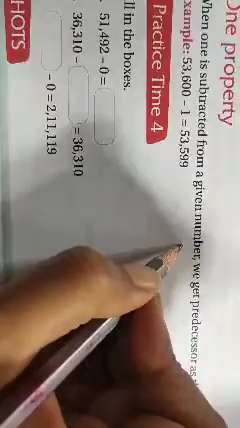 One property
When one is subtracted from a given number, we get predecessor as
Example: 53,600 - 1 = 53,599
Practice Time 4
ll in the boxes.
51,492 - 0 =
36,310 - = 36,310
- 0 = 2,11,119
HOTS